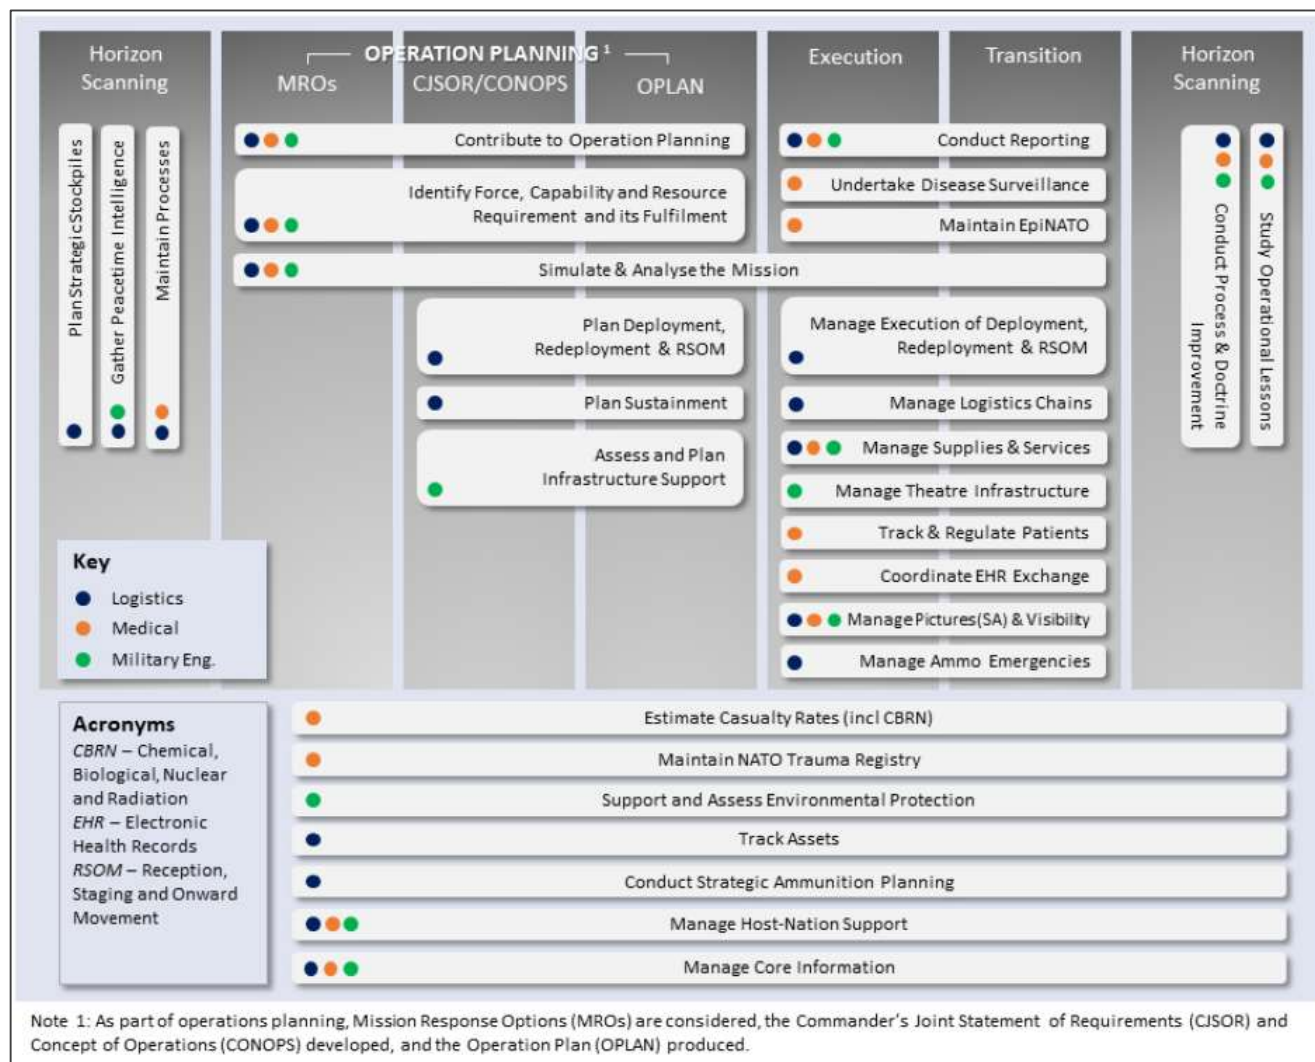 Horizon
Scanning
OPERATION PLANNING 1
MROs
CJSOR/CONOPS
OPLAN
Execution
Transition
Horizon
Scanning
Plan Strategic Stockpiles
Gather Peacetime Intelligence
Maintain Processes
Contribute to Operation Planning
Identify Force, Capability and Resource
Requirement and its Fulfilment
Simulate & Analyse the Mission
Plan Deployment,
Redeployment & RSOM
Plan Sustainment
Assess and Plan
Infrastructure Support
Conduct Reporting
Undertake Disease Surveillance
Maintain EpiNATO
Manage Execution of Deployment,
Redeployment & RSOM
Manage Logistics Chains
Manage Supplies & Services
Manage Theatre Infrastructure
Track & Regulate Patients
Coordinate EHR Exchange
Manage Pictures(SA) & Visibility
Manage Ammo Emergencies
Conduct Process & Doctrine
Improvement
Study Operational Lessons
Key
Logistics
Medical
Military Eng.
Acronyms
CBRN – Chemical,
Biological, Nuclear
and Radiation
EHR – Electronic
Health Records
RSOM – Reception,
Staging and Onward
Movement
Estimate Casualty Rates (incl CBRN)
Maintain NATO Trauma Registry
Support and Assess Environmental Protection
Track Assets
Conduct Strategic Ammunition Planning
Manage Host-Nation Support
Manage Core Information
Note 1: As part of operations planning, Mission Response Options (MROs) are considered, the Commander's Joint Statement of Requirements (CJSOR) and
Concept of Operations (CONOPS) developed, and the Operation Plan (OPLAN) produced.